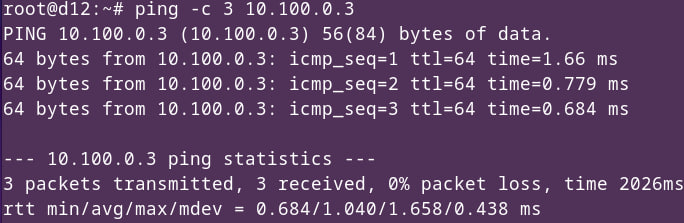 root@d12:~# ping -c 3 10.100.0.3
PING 10.100.0.3 (10.100.0.3) 56(84) bytes of data.
64 bytes from 10.100.0.3: icmp_seq=1 ttl=64 time=1.66 ms
64 bytes from 10.100.0.3: icmp_seq=2 ttl=64 time=0.779 ms
64 bytes from 10.100.0.3: icmp_seq=3 ttl=64 time=0.684 ms
--- 10.100.0.3 ping statistics ---
3 packets transmitted, 3 received, 0% packet loss, time 2026ms
rtt min/avg/max/mdev = 0.684/1.040/1.658/0.438 ms